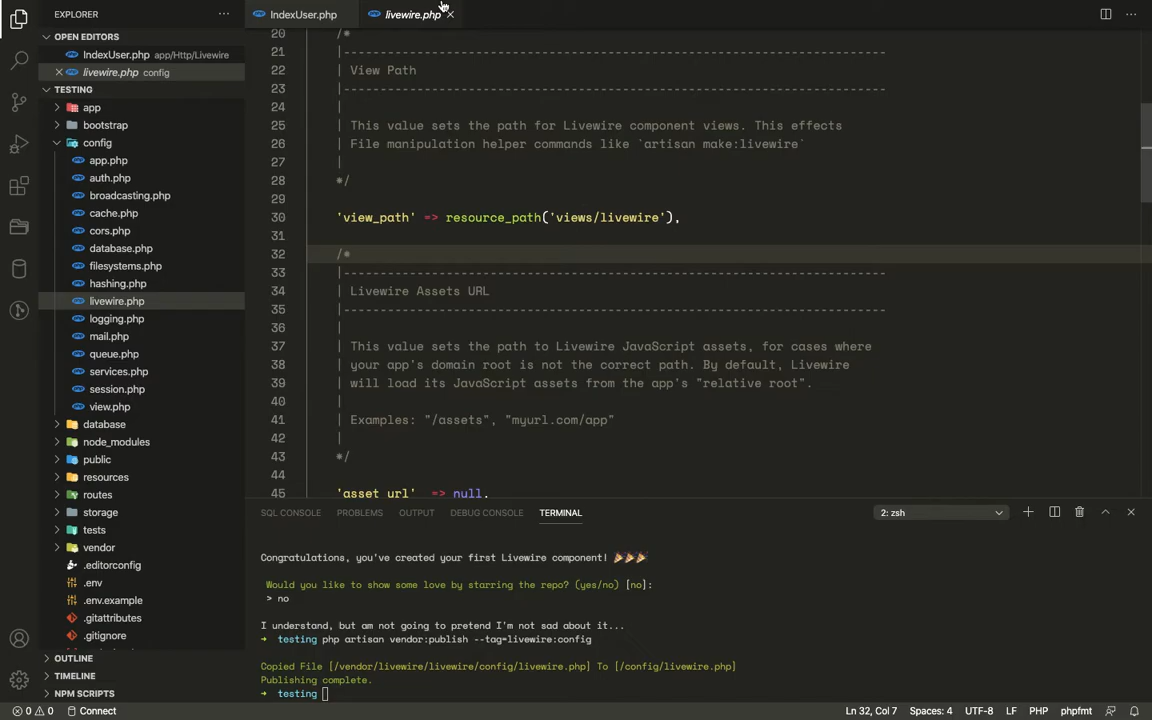 EXPLORER
OPEN EDITORS
IndexUser.php app/Http/Livewire
livewire.php config
TESTING
app
bootstrap
config
app.php
auth.php
broadcasting.php
cache.php
cors.php
database.php
filesystems.php
hashing.php
livewire.php
logging.php
mail.php
queue.php
services.php
session.php
view.php
database
node_modules
public
resources
routes
storage
tests
vendor
.editorconfig
.env
.env.example
.gitattributes
.gitignore
OUTLINE
TIMELINE
NPM SCRIPTS
IndexUser.php
livewire.php
20 /*
21 |--------------------------------------------------------------------------
22 | View Path
23 |--------------------------------------------------------------------------
24 |
25 | This value sets the path for Livewire component views. This effects
26 | File manipulation helper commands like `artisan make:livewire`
27 |
28 */
29
30 'view_path' => resource_path('views/livewire'),
31
32 /*
33 |--------------------------------------------------------------------------
34 | Livewire Assets URL
35 |--------------------------------------------------------------------------
36 |
37 | This value sets the path to Livewire JavaScript assets, for cases where
38 | your app's domain root is not the correct path. By default, Livewire
39 | will load its JavaScript assets from the app's "relative root".
40 |
41 | Examples: "/assets", "myurl.com/app"
42 |
43 */
44
45 'asset_url' => null,
SQL CONSOLE PROBLEMS OUTPUT DEBUG CONSOLE TERMINAL
2: zsh
Congratulations, you've created your first Livewire component! 🎉🎉🎉
Would you like to show some love by starring the repo? (yes/no) [no]:
> no
I understand, but am not going to pretend I'm not sad about it...
➜ testing php artisan vendor:publish --tag=livewire:config
Copied File [/vendor/livewire/livewire/config/livewire.php] To [/config/livewire.php]
Publishing complete.
➜ testing
0 0 Connect
Ln 32, Col 7 Spaces: 4 UTF-8 LF PHP phpfmt